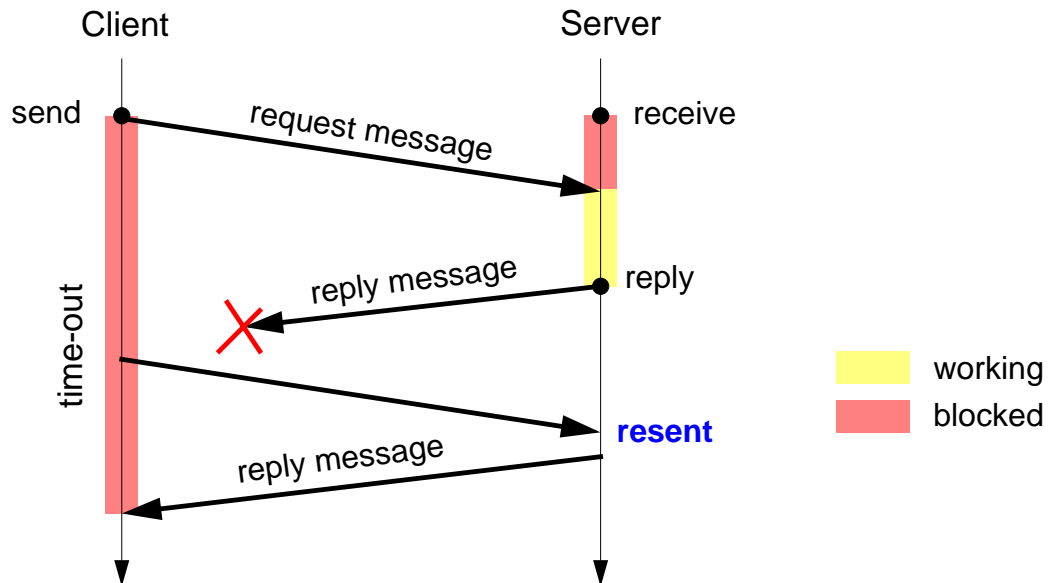 Client
Server
send
request message
receive
reply message
reply
time-out
working
resent
blocked
reply message